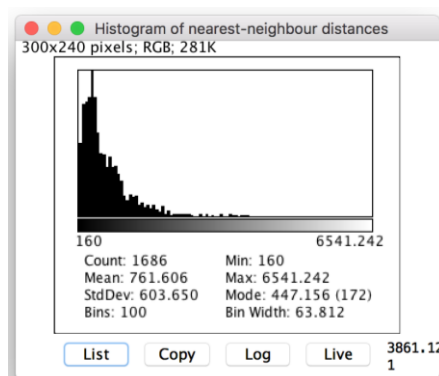 Histogram of nearest-neighbour distances
300x240 pixels; RGB; 281K
160 6541.242
Count: 1686 Min: 160
Mean: 761.606 Max: 6541.242
StdDev: 603.650 Mode: 447.156 (172)
Bins: 100 Bin Width: 63.812
List Copy Log Live 3861.12
1